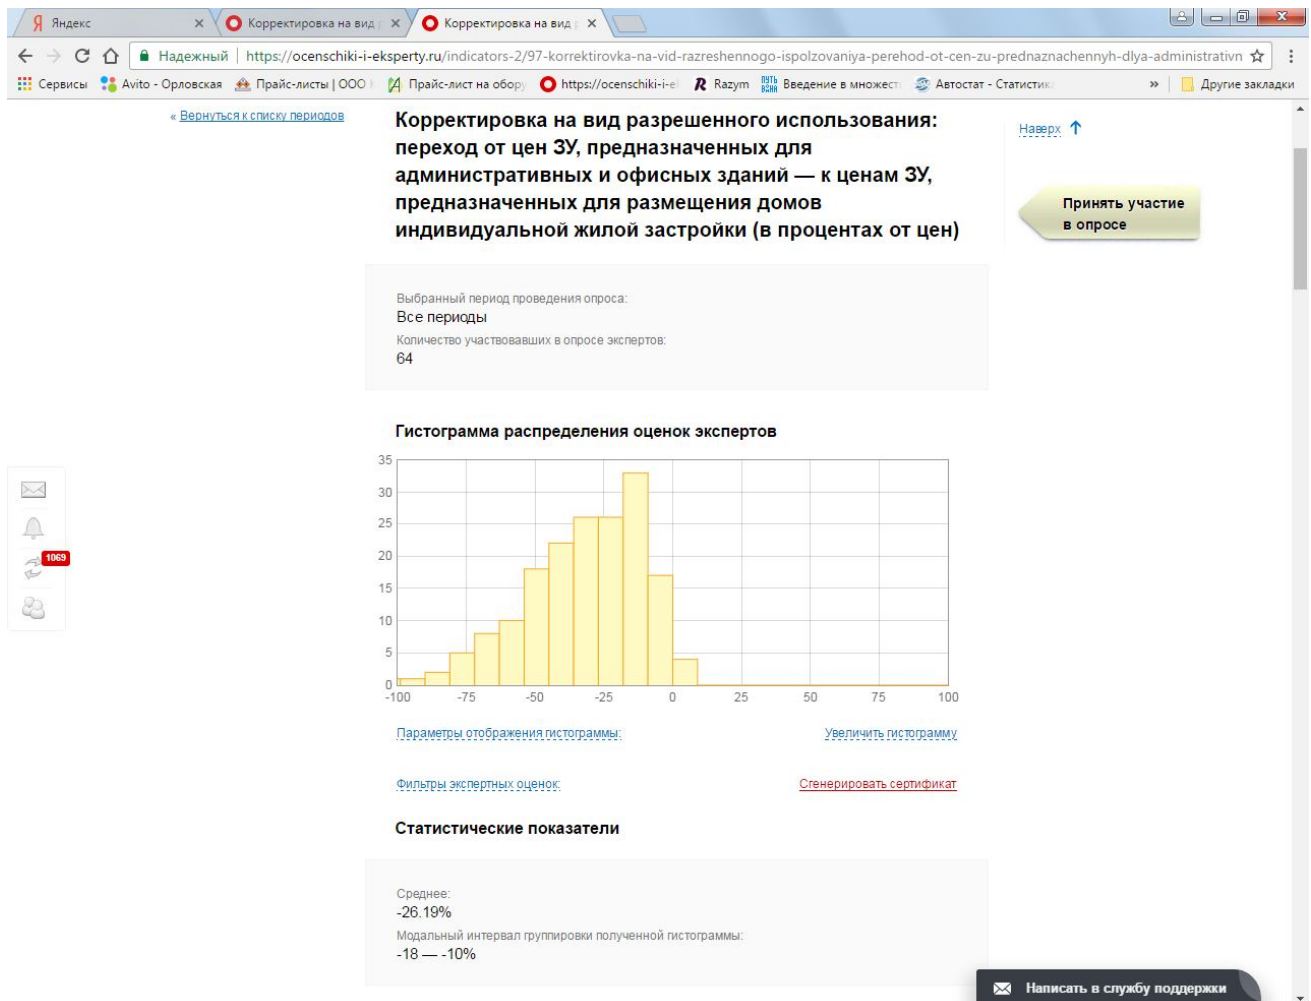 Яндекс
Корректировка на вид р
Корректировка на вид р
Надежный
https://ocenschiki-i-eksperty.ru/indicators-2/97-korrektirovka-na-vid-razreshennogo-ispolzovaniya-perehod-ot-cen-zu-prednaznachennyh-dlya-administrativn
Сервисы
Avito - Орловская
Прайс-листы | ООО
Прайс-лист на обору
https://ocenschiki-i-e
Razym
Введение в множест
Автостат - Статистик
»
Другие закладки
« Вернуться к списку периодов
Корректировка на вид разрешенного использования:
переход от цен ЗУ, предназначенных для
административных и офисных зданий — к ценам ЗУ,
предназначенных для размещения домов
индивидуальной жилой застройки (в процентах от цен)
Наверх
Принять участие
в опросе
Выбранный период проведения опроса:
Все периоды
Количество участвовавших в опросе экспертов:
64
1069
Гистограмма распределения оценок экспертов
35
30
25
20
15
10
5
0
-100 -75 -50 -25 0 25 50 75 100
Параметры отображения гистограммы:
Увеличить гистограмму
Фильтры экспертных оценок:
Сгенерировать сертификат
Статистические показатели
Среднее:
-26.19%
Модальный интервал группировки полученной гистограммы:
-18 — -10%
Написать в службу поддержки